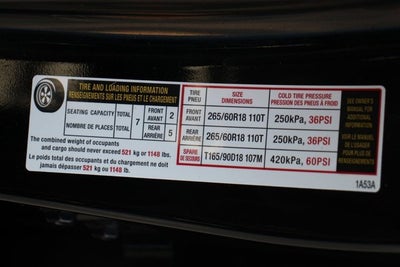 TIRE AND LOADING INFORMATION
RENSEIGNEMENTS SUR LES PNEUS ET LE CHARGEMENT
SEATING CAPACITY
NOMBRE DE PLACES
TOTAL 7
FRONT AVANT 2
REAR ARRIÈRE 5
The combined weight of occupants
and cargo should never exceed 521 kg or 1148 lbs.
Le poids total des occupants et du chargement ne doit
jamais dépasser 521 kg ou 1148 lb.
TIRE PNEU
SIZE DIMENSIONS
COLD TIRE PRESSURE
PRESSION DES PNEUS À FROID
FRONT AVANT 265/60R18 110T 250kPa, 36PSI
REAR ARRIÈRE 265/60R18 110T 250kPa, 36PSI
SPARE DE SECOURS T165/90D18 107M 420kPa, 60PSI
SEE OWNER'S
MANUAL FOR
ADDITIONAL
INFORMATION
VOIR LE MANUEL
DE L'USAGER
POUR PLUS DE
RENSEIGNEMENTS
1A53A